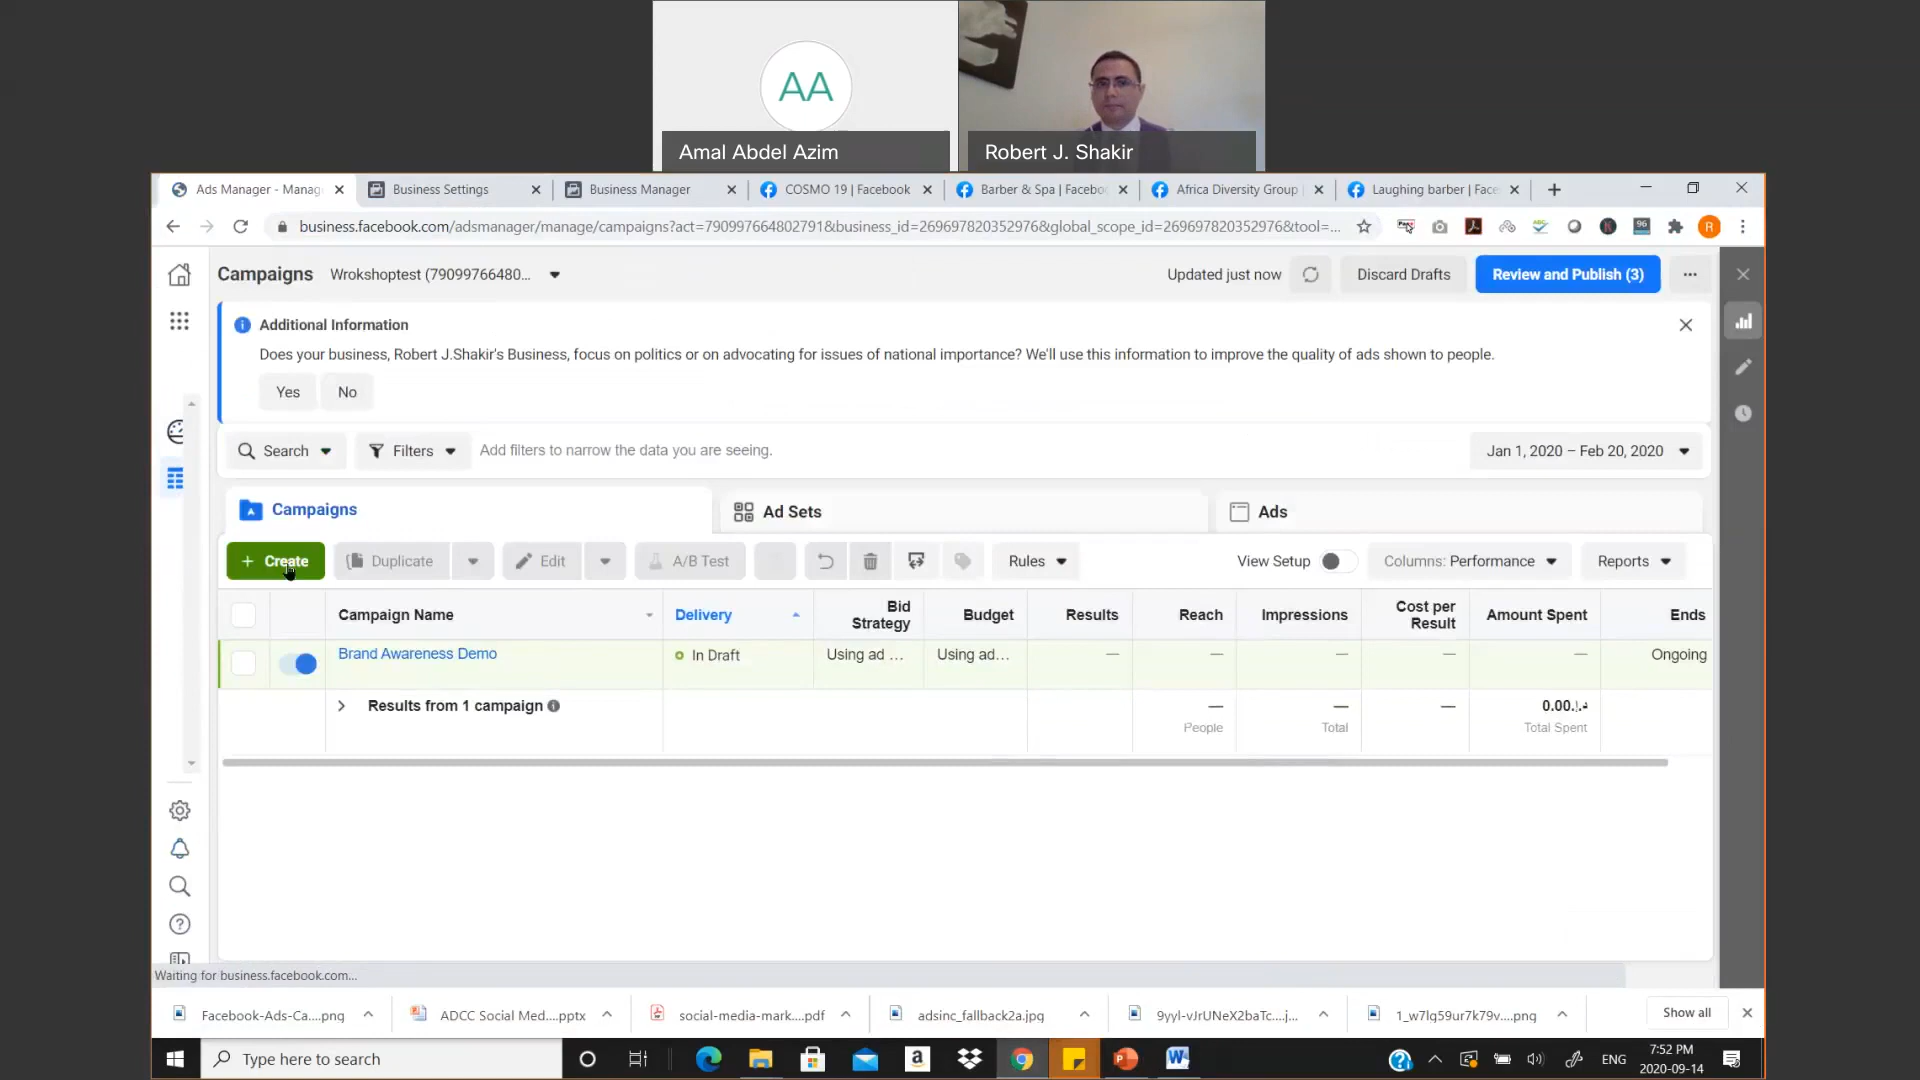 AA
Amal Abdel Azim
Robert J. Shakir
Ads Manager - Manag
Business Settings
Business Manager
COSMO 19 | Facebook
Barber & Spa | Facebo
Africa Diversity Group
Laughing barber | Face
business.facebook.com/adsmanager/manage/campaigns?act=790997664802791&business_id=269697820352976&global_scope_id=269697820352976&tool=...
96
R
Campaigns
Wrokshoptest (79099766480...
Updated just now
Discard Drafts
Review and Publish (3)
Additional Information
Does your business, Robert J.Shakir's Business, focus on politics or on advocating for issues of national importance? We'll use this information to improve the quality of ads shown to people.
Yes
No
Search
Filters
Add filters to narrow the data you are seeing.
Jan 1, 2020 – Feb 20, 2020
Campaigns
Ad Sets
Ads
+ Create
Duplicate
Edit
A/B Test
Rules
View Setup
Columns: Performance
Reports
Campaign Name
Delivery
Bid Strategy
Budget
Results
Reach
Impressions
Cost per Result
Amount Spent
Ends
Brand Awareness Demo
In Draft
Using ad ...
Using ad...
—
—
—
—
—
Ongoing
Results from 1 campaign
—
People
—
Total
—
0.00 د.إ.
Total Spent
Waiting for business.facebook.com...
Facebook-Ads-Ca....png
ADCC Social Med....pptx
social-media-mark....pdf
adsinc_fallback2a.jpg
9yyl-vJrUNeX2baTc....j...
1_w7lg59ur7k79v....png
Show all
Type here to search
ENG
7:52 PM
2020-09-14